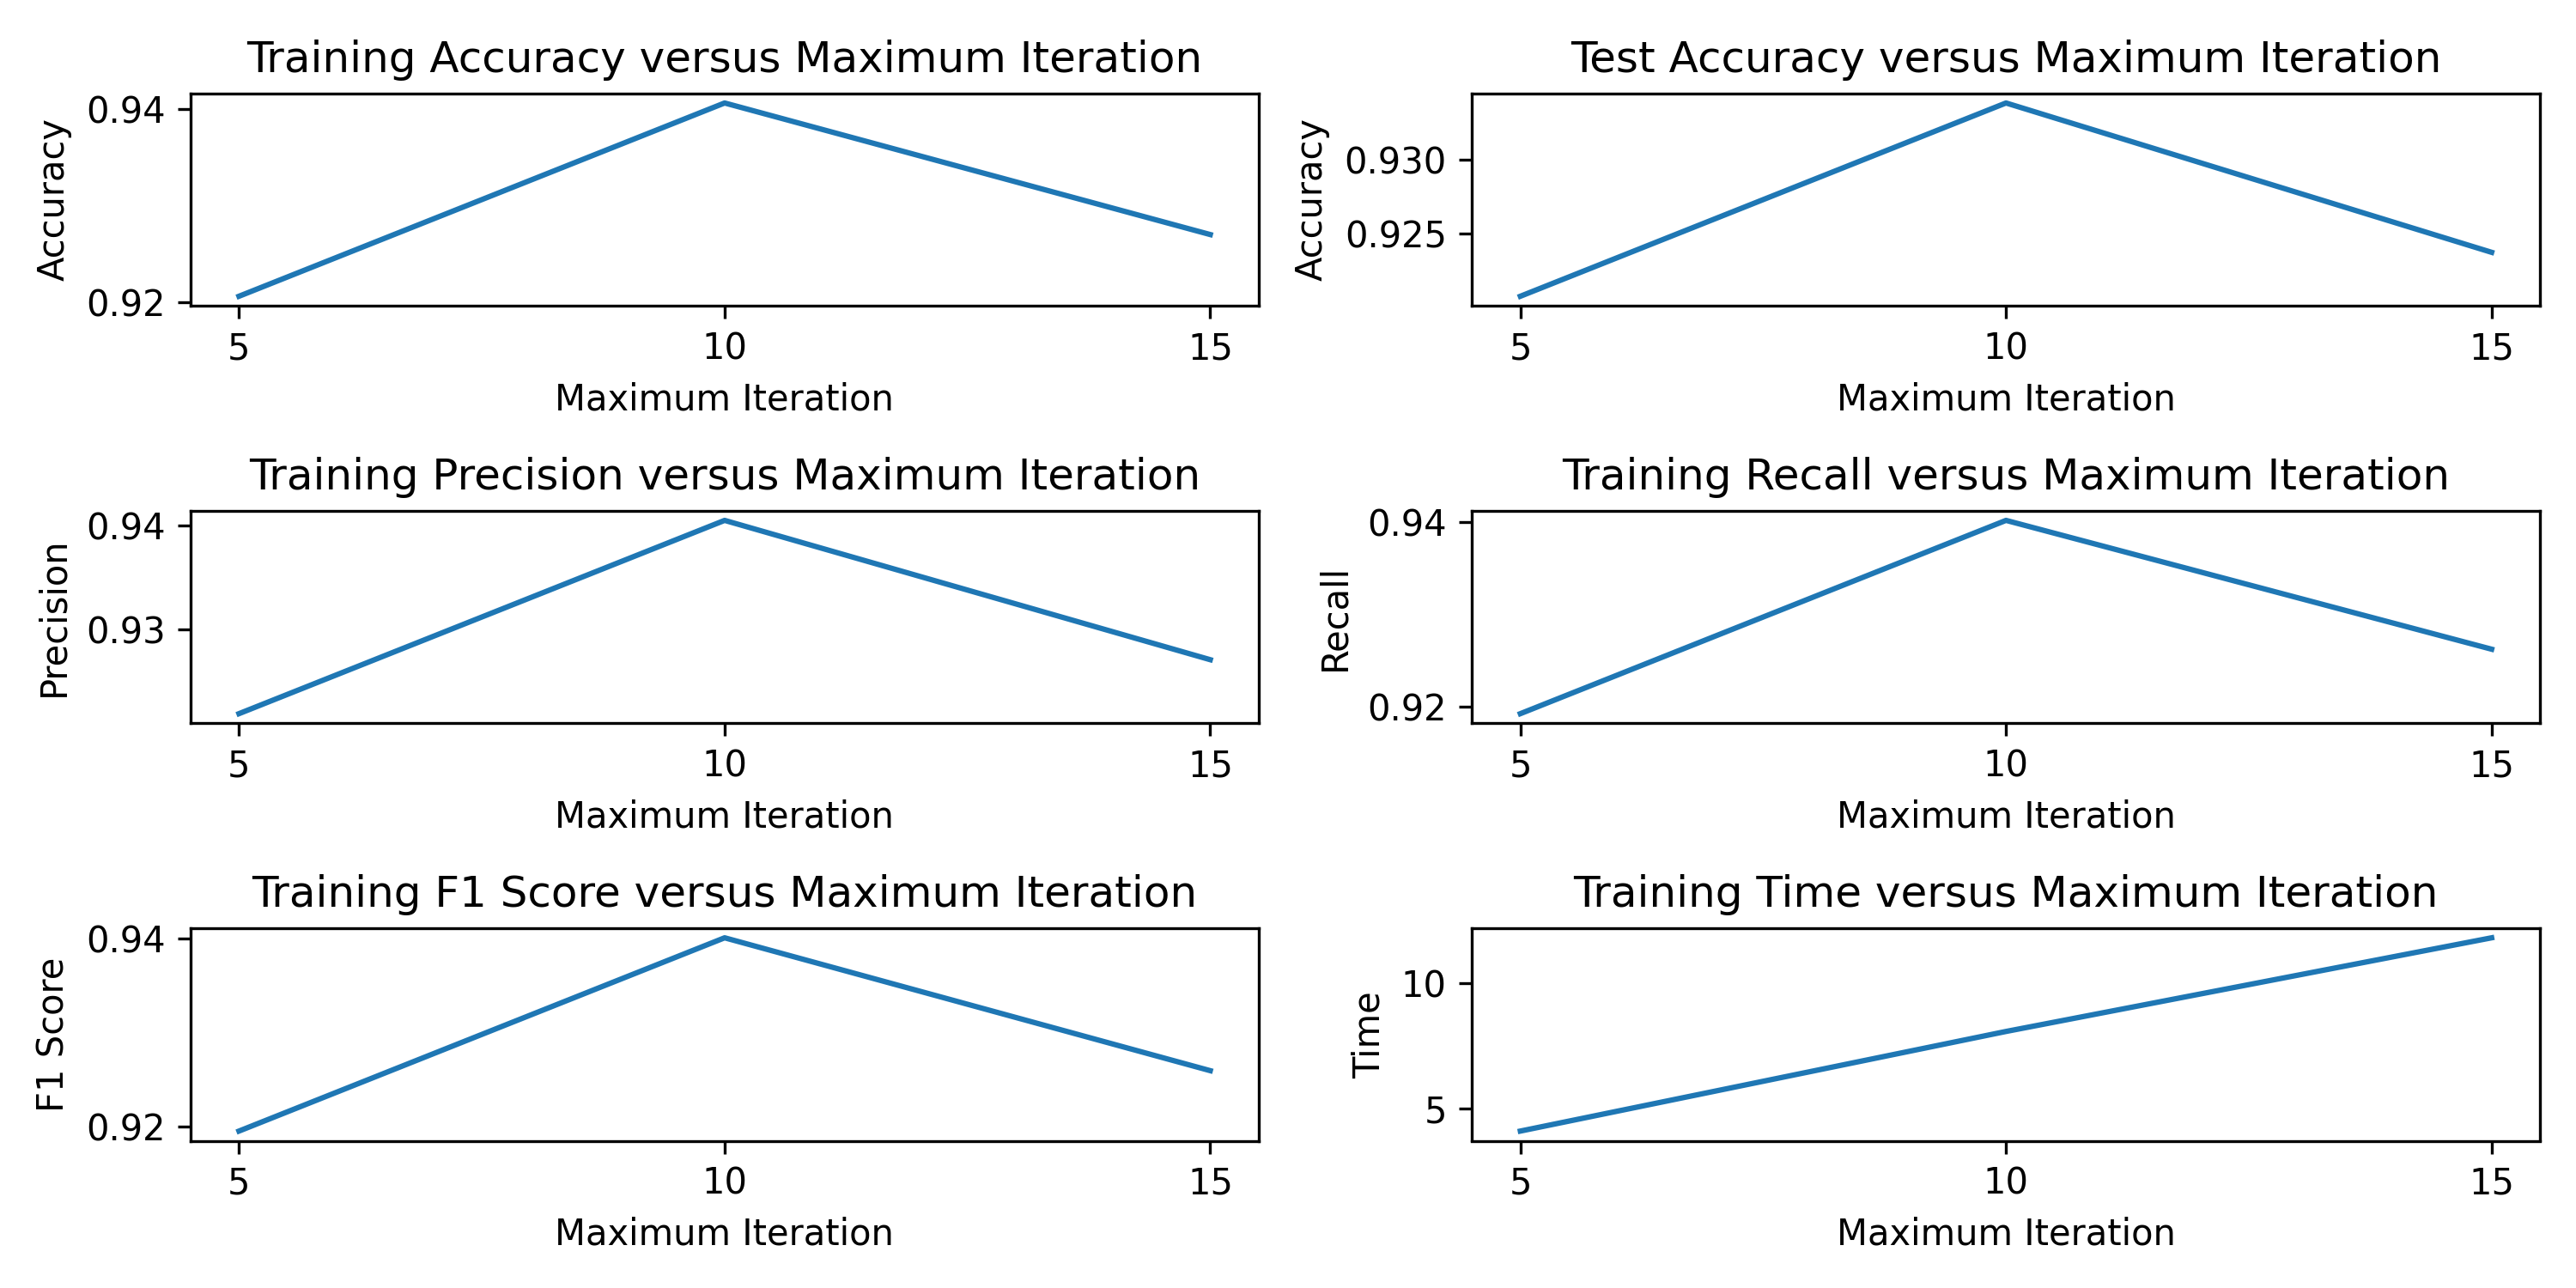 Training Accuracy versus Maximum Iteration
Accuracy
0.94
0.92
5 10 15
Maximum Iteration
Test Accuracy versus Maximum Iteration
Accuracy
0.930
0.925
5 10 15
Maximum Iteration
Training Precision versus Maximum Iteration
Precision
0.94
0.93
5 10 15
Maximum Iteration
Training Recall versus Maximum Iteration
Recall
0.94
0.92
5 10 15
Maximum Iteration
Training F1 Score versus Maximum Iteration
F1 Score
0.94
0.92
5 10 15
Maximum Iteration
Training Time versus Maximum Iteration
Time
10
5
5 10 15
Maximum Iteration